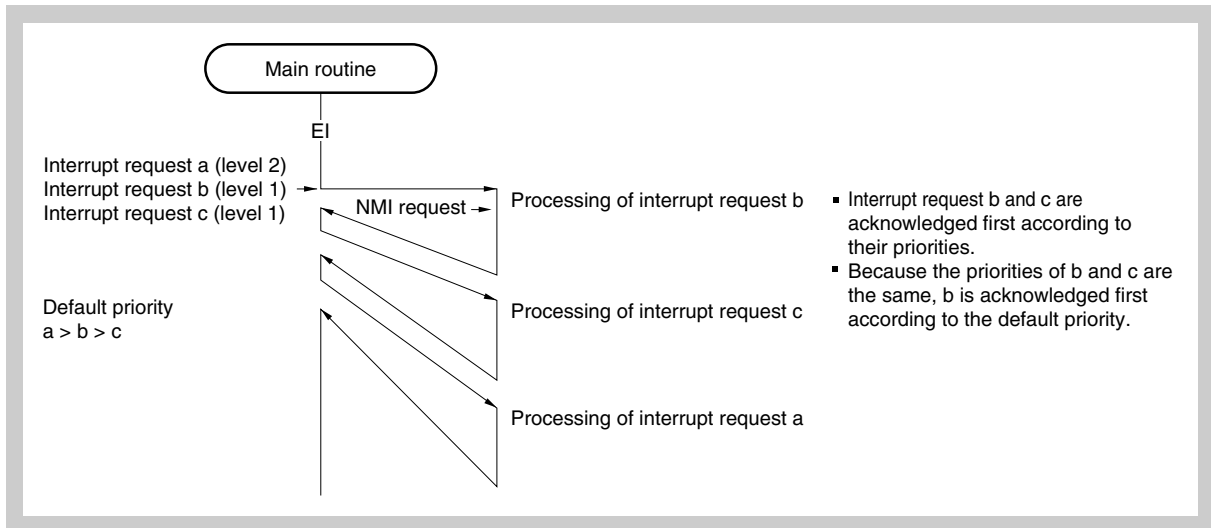 Main routine
EI
Interrupt request a (level 2)
Interrupt request b (level 1)
Interrupt request c (level 1)
NMI request
Processing of interrupt request b
▪ Interrupt request b and c are
acknowledged first according to
their priorities.
▪ Because the priorities of b and c are
the same, b is acknowledged first
according to the default priority.
Default priority
a > b > c
Processing of interrupt request c
Processing of interrupt request a